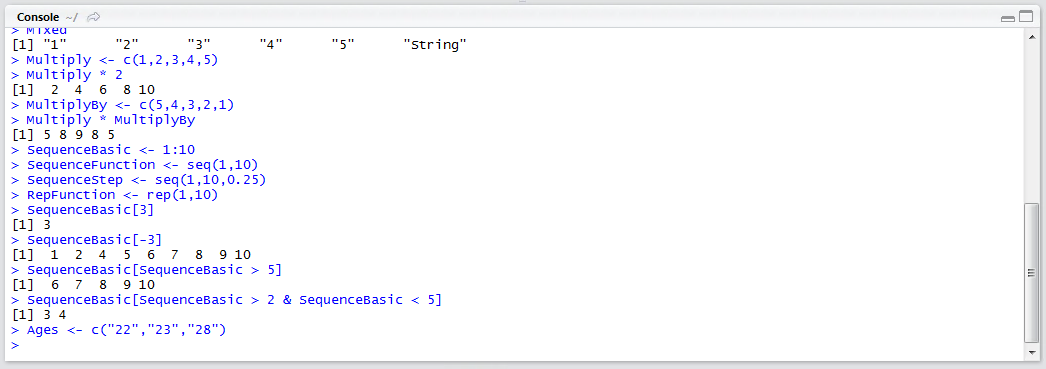 Console ~/
> Mixed
[1] "1"      "2"      "3"      "4"      "5"      "String"
> Multiply <- c(1,2,3,4,5)
> Multiply * 2
[1]  2  4  6  8 10
> MultiplyBy <- c(5,4,3,2,1)
> Multiply * MultiplyBy
[1] 5 8 9 8 5
> SequenceBasic <- 1:10
> SequenceFunction <- seq(1,10)
> SequenceStep <- seq(1,10,0.25)
> RepFunction <- rep(1,10)
> SequenceBasic[3]
[1] 3
> SequenceBasic[-3]
[1]  1  2  4  5  6  7  8  9 10
> SequenceBasic[SequenceBasic > 5]
[1]  6  7  8  9 10
> SequenceBasic[SequenceBasic > 2 & SequenceBasic < 5]
[1] 3 4
> Ages <- c("22","23","28")
>